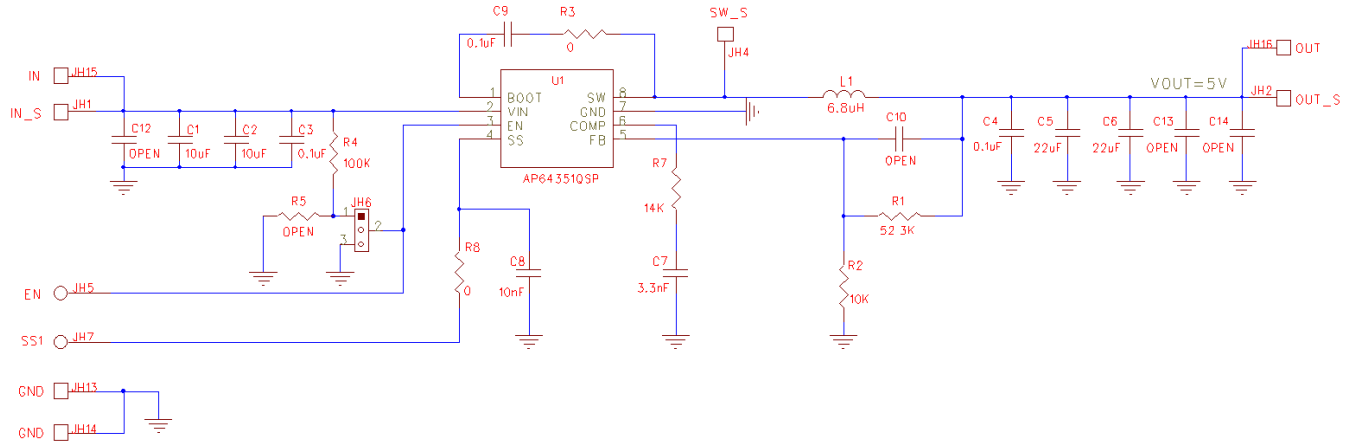 C9
0.1uF
R3
0
SW_S
JH4
JH16
OUT
IN
JH15
IN_S
JH1
U1
1
BOOT
2
VIN
3
EN
4
SS
SW
8
GND
7
COMP
6
FB
5
AP64351QSP
L1
6.8uH
VOUT=5V
JH2
OUT_S
C12
OPEN
C1
10uF
C2
10uF
C3
0.1uF
R4
100K
C10
OPEN
C4
0.1uF
C5
22uF
C6
22uF
C13
OPEN
C14
OPEN
R7
14K
R1
52.3K
R5
OPEN
JH6
1
2
3
R8
0
C8
10nF
C7
3.3nF
R2
10K
EN
JH5
SS1
JH7
GND
JH13
GND
JH14